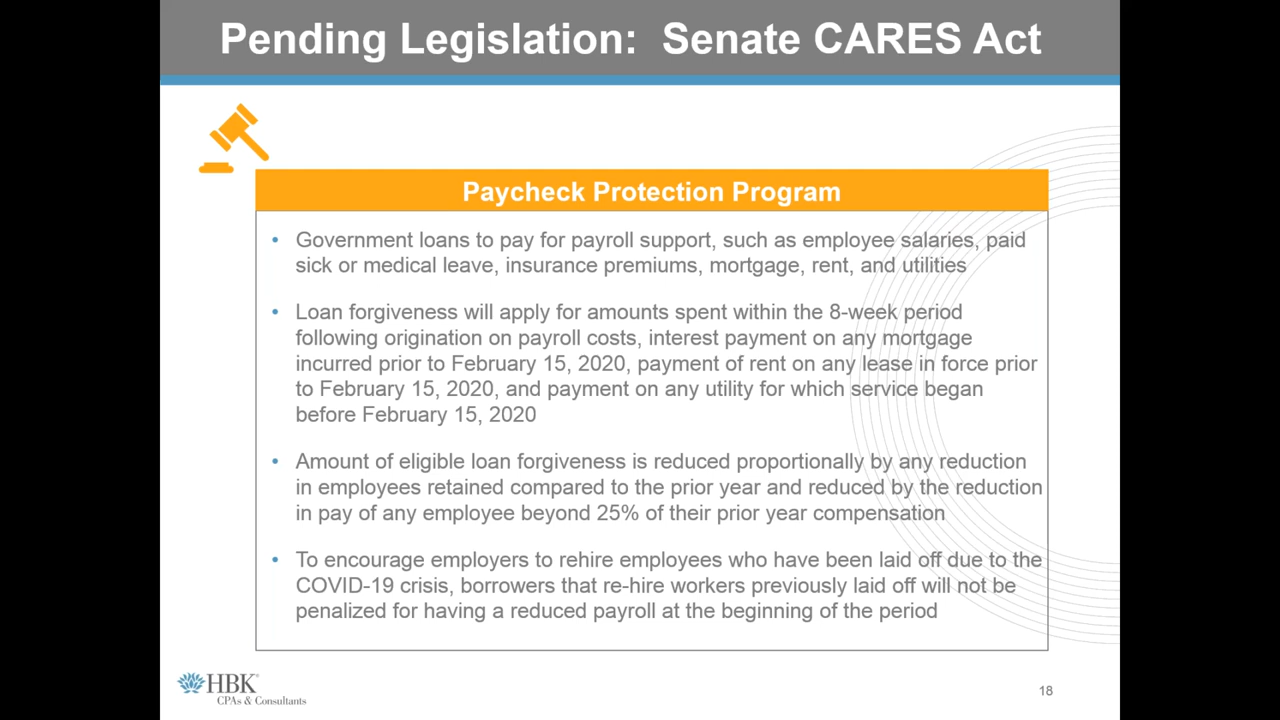 Pending Legislation: Senate CARES Act
Paycheck Protection Program
• Government loans to pay for payroll support, such as employee salaries, paid
sick or medical leave, insurance premiums, mortgage, rent, and utilities
• Loan forgiveness will apply for amounts spent within the 8-week period
following origination on payroll costs, interest payment on any mortgage
incurred prior to February 15, 2020, payment of rent on any lease in force prior
to February 15, 2020, and payment on any utility for which service began
before February 15, 2020
• Amount of eligible loan forgiveness is reduced proportionally by any reduction
in employees retained compared to the prior year and reduced by the reduction
in pay of any employee beyond 25% of their prior year compensation
• To encourage employers to rehire employees who have been laid off due to the
COVID-19 crisis, borrowers that re-hire workers previously laid off will not be
penalized for having a reduced payroll at the beginning of the period
HBK®
CPAs & Consultants
18